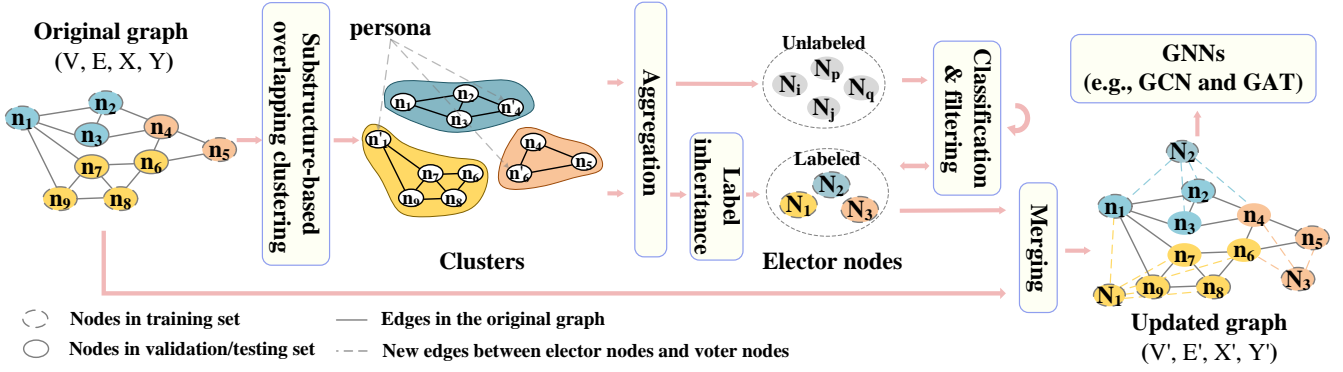 Original graph
(V, E, X, Y)
n1
n2
n3
n4
n5
n6
n7
n8
n9
Substructure-based
overlapping clustering
persona
n1
n2
n3
n'4
n'1
n7
n6
n9
n8
n4
n5
n'6
Clusters
Aggregation
Label
inheritance
Unlabeled
Ni
Np
Nq
Nj
Labeled
N1
N2
N3
Elector nodes
Classification
& filtering
Merging
GNNs
(e.g., GCN and GAT)
N2
n1
n2
n3
n4
n5
n6
n7
n8
n9
N1
N3
Updated graph
(V', E', X', Y')
Nodes in training set
Nodes in validation/testing set
Edges in the original graph
New edges between elector nodes and voter nodes